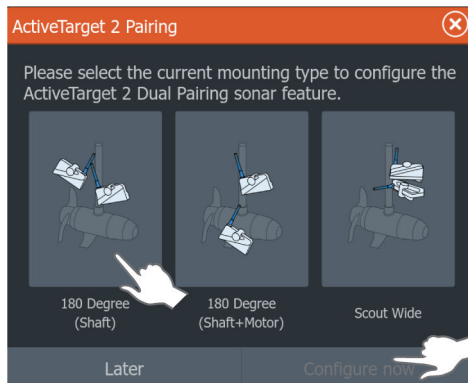 ActiveTarget 2 Pairing
Please select the current mounting type to configure the
ActiveTarget 2 Dual Pairing sonar feature.
180 Degree
(Shaft)
180 Degree
(Shaft+Motor)
Scout Wide
Later
Configure now